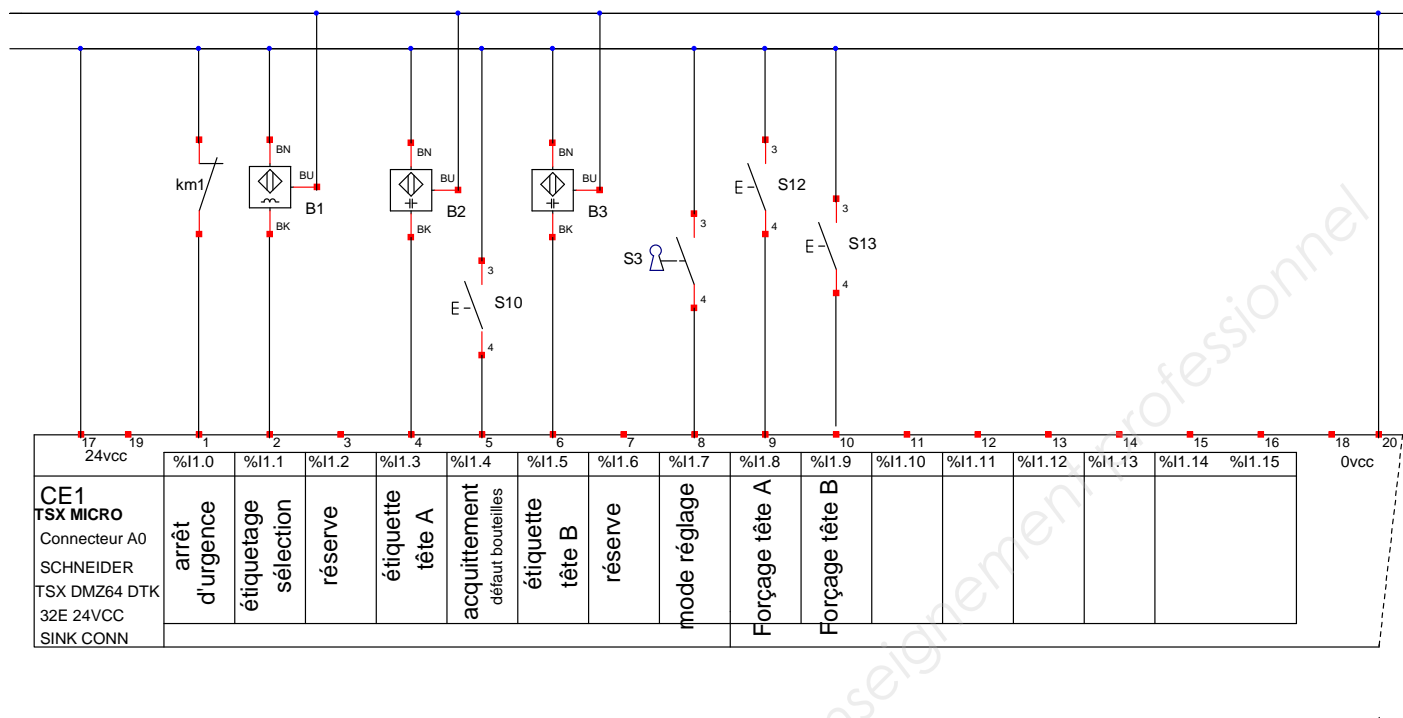 BN
BN
BN
3
km1
BU
B1
BU
B2
BU
B3
E
S12
3
BK
BK
BK
3
4
E
S13
S3
3
E
S10
4
4
4
17
19
1
2
3
4
5
6
7
8
9
10
11
12
13
14
15
16
18
20
24vcc
%I1.0
%I1.1
%I1.2
%I1.3
%I1.4
%I1.5
%I1.6
%I1.7
%I1.8
%I1.9
%I1.10
%I1.11
%I1.12
%I1.13
%I1.14
%I1.15
0vcc
CE1
TSX MICRO
Connecteur A0
SCHNEIDER
TSX DMZ64 DTK
32E 24VCC
SINK CONN
arrêt
d'urgence
étiquetage
sélection
réserve
étiquette
tête A
acquittement
défaut bouteilles
étiquette
tête B
réserve
mode réglage
Forçage tête A
Forçage tête B
nseignement professionnel